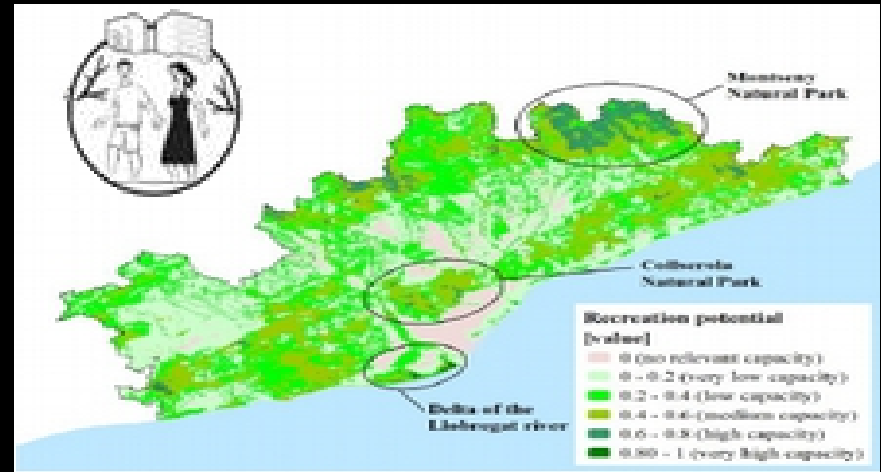 Montseny
Natural Park
Collserola
Natural Park
Recreation potential
[value]
0 (no relevant capacity)
0 - 0.2 (very low capacity)
0.2 - 0.4 (low capacity)
0.4 - 0.6 (medium capacity)
0.6 - 0.8 (high capacity)
0.80 - 1 (very high capacity)
Delta of the
Llobregat river